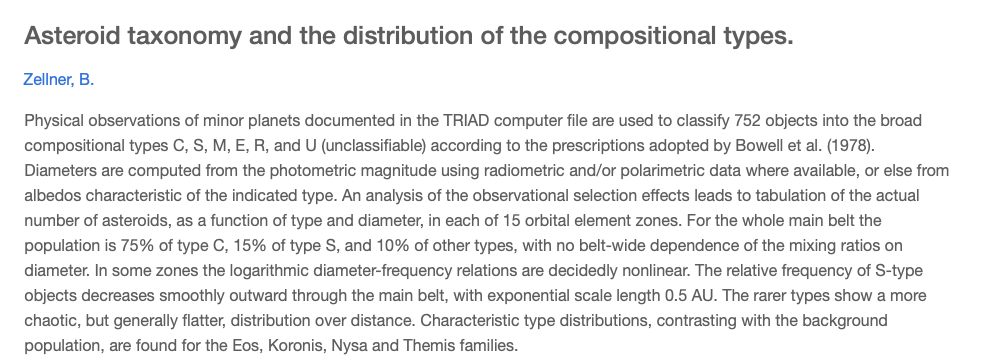 Asteroid taxonomy and the distribution of the compositional types.
Zellner, B.
Physical observations of minor planets documented in the TRIAD computer file are used to classify 752 objects into the broad
compositional types C, S, M, E, R, and U (unclassifiable) according to the prescriptions adopted by Bowell et al. (1978).
Diameters are computed from the photometric magnitude using radiometric and/or polarimetric data where available, or else from
albedos characteristic of the indicated type. An analysis of the observational selection effects leads to tabulation of the actual
number of asteroids, as a function of type and diameter, in each of 15 orbital element zones. For the whole main belt the
population is 75% of type C, 15% of type S, and 10% of other types, with no belt-wide dependence of the mixing ratios on
diameter. In some zones the logarithmic diameter-frequency relations are decidedly nonlinear. The relative frequency of S-type
objects decreases smoothly outward through the main belt, with exponential scale length 0.5 AU. The rarer types show a more
chaotic, but generally flatter, distribution over distance. Characteristic type distributions, contrasting with the background
population, are found for the Eos, Koronis, Nysa and Themis families.